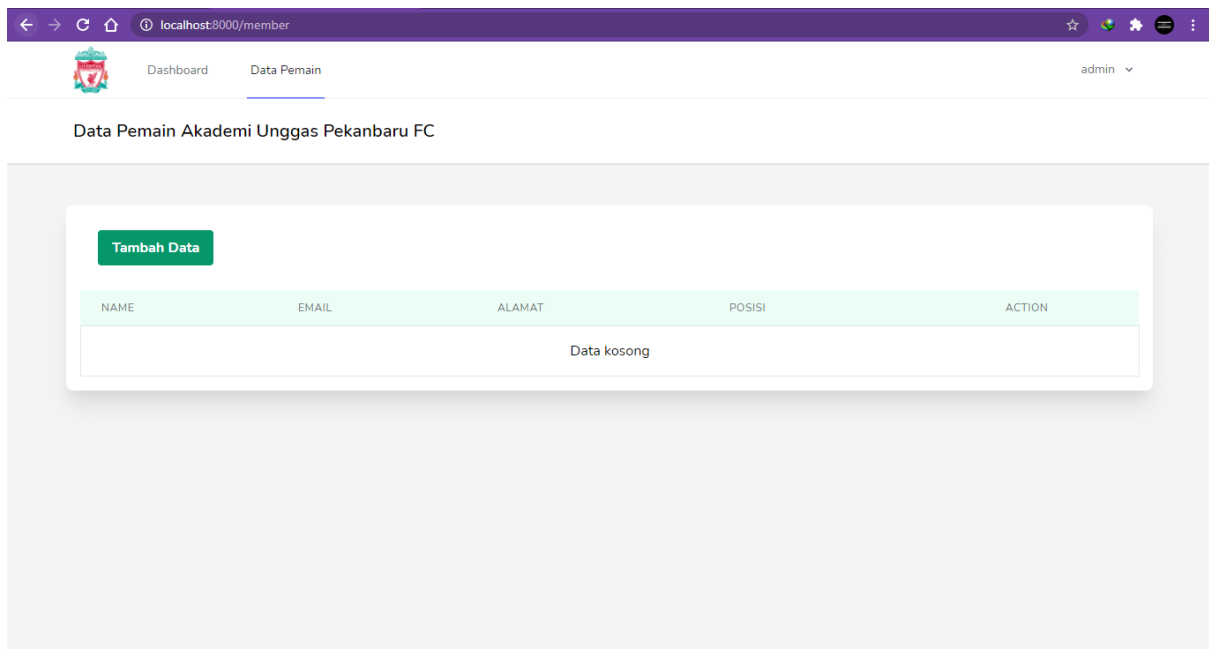 localhost:8000/member
Dashboard Data Pemain admin
Data Pemain Akademi Unggas Pekanbaru FC
Tambah Data
NAME EMAIL ALAMAT POSISI ACTION
Data kosong